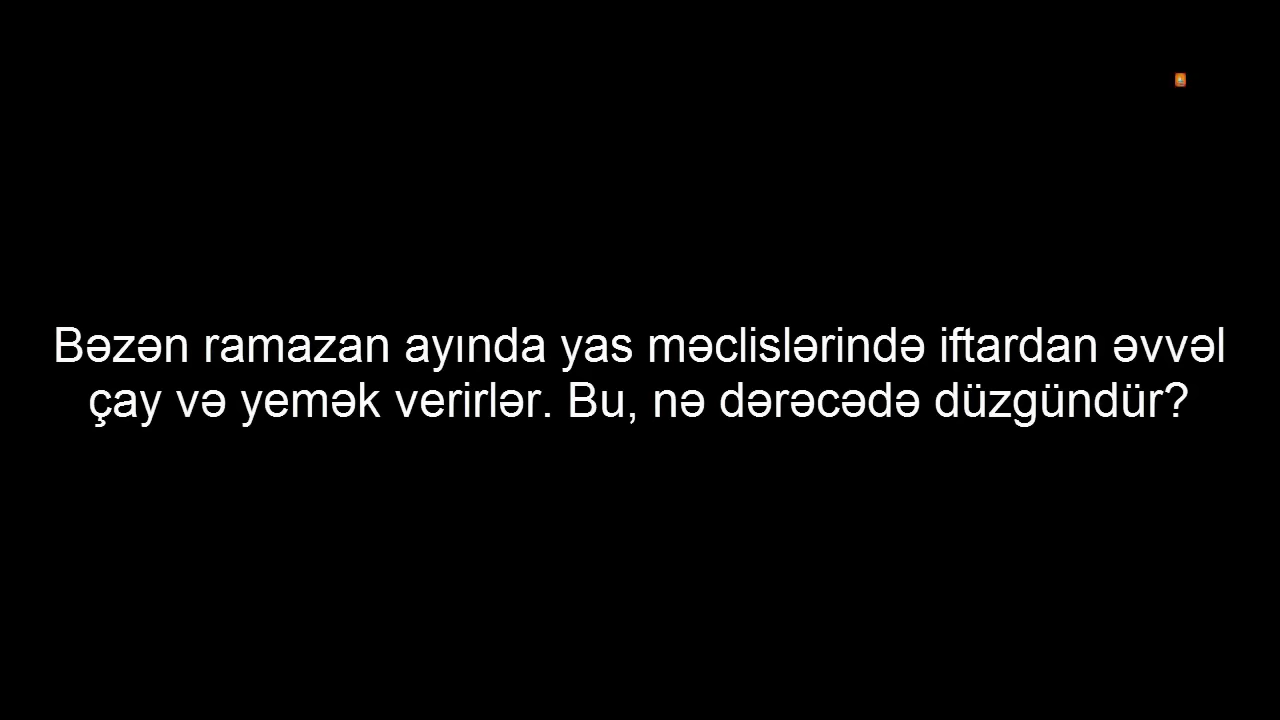 Bəzən ramazan ayında yas məclislərində iftardan əvvəl
çay və yemək verirlər. Bu, nə dərəcədə düzgündür?